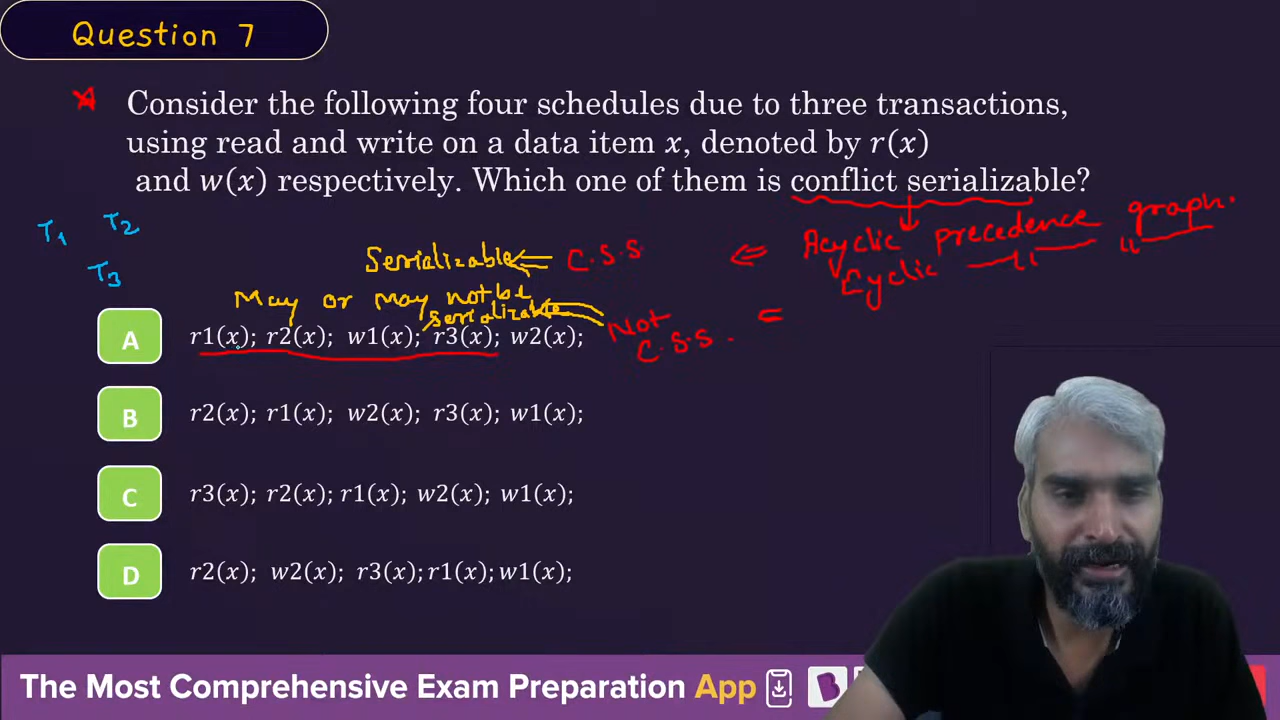 Question 7
Consider the following four schedules due to three transactions,
using read and write on a data item x, denoted by r(x)
and w(x) respectively. Which one of them is conflict serializable?
T1 T2
T3
Acyclic precedence graph.
Serializable ⇐ C.S.S ⇐
Cyclic —〃— 〃
May or may not be
serializable
Not
C.S.S. =
A r1(x); r2(x); w1(x); r3(x); w2(x);
B r2(x); r1(x); w2(x); r3(x); w1(x);
C r3(x); r2(x); r1(x); w2(x); w1(x);
D r2(x); w2(x); r3(x); r1(x); w1(x);
The Most Comprehensive Exam Preparation App